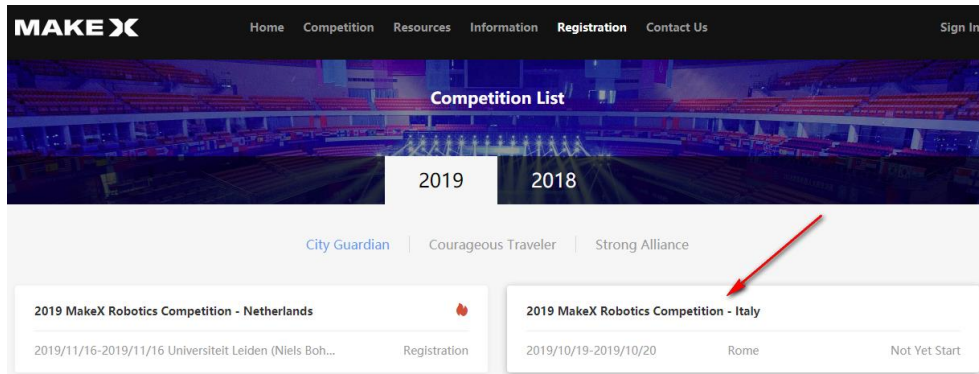 MAKE X
Home Competition Resources Information Registration Contact Us Sign In
Competition List
2019 2018
City Guardian Courageous Traveler Strong Alliance
2019 MakeX Robotics Competition - Netherlands
2019/11/16-2019/11/16 Universiteit Leiden (Niels Boh... Registration
2019 MakeX Robotics Competition - Italy
2019/10/19-2019/10/20 Rome Not Yet Start